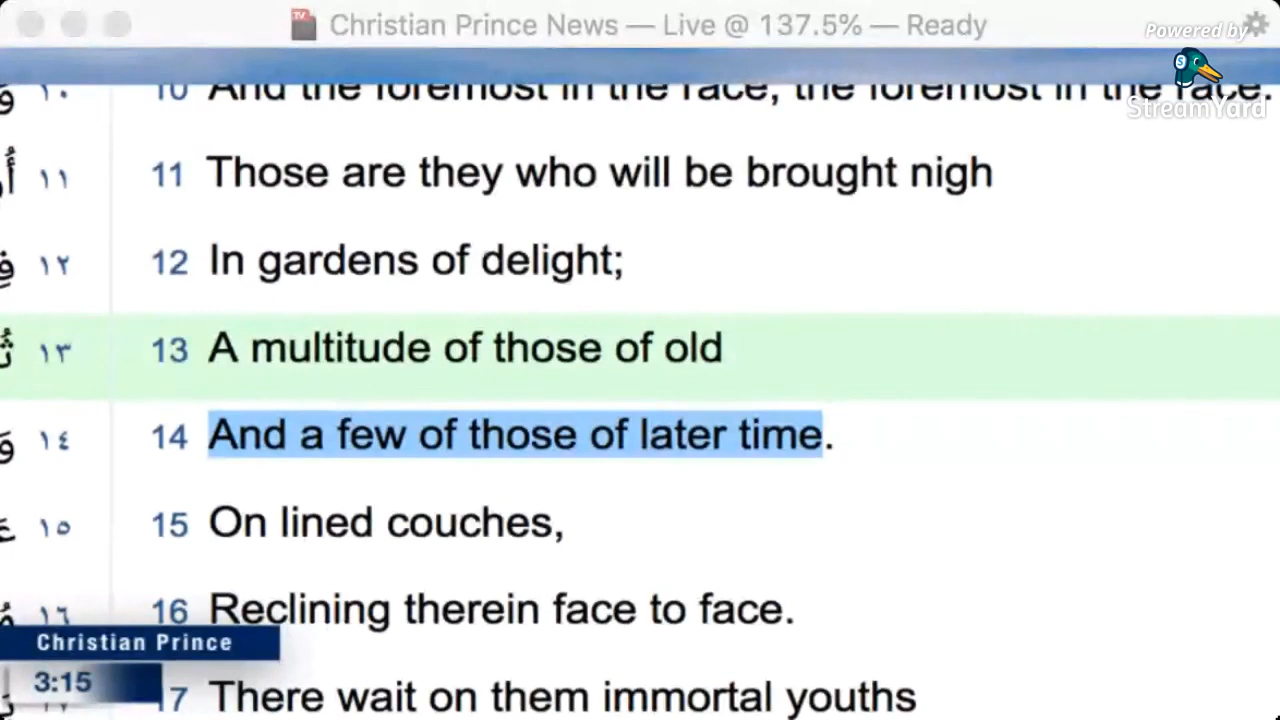 Christian Prince News — Live @ 137.5% — Ready
Powered by
StreamYard
١٠ 10 And the foremost in the race, the foremost in the race.
١١ 11 Those are they who will be brought nigh
١٢ 12 In gardens of delight;
١٣ 13 A multitude of those of old
١٤ 14 And a few of those of later time.
١٥ 15 On lined couches,
١٦ 16 Reclining therein face to face.
Christian Prince
3:15
17 There wait on them immortal youths